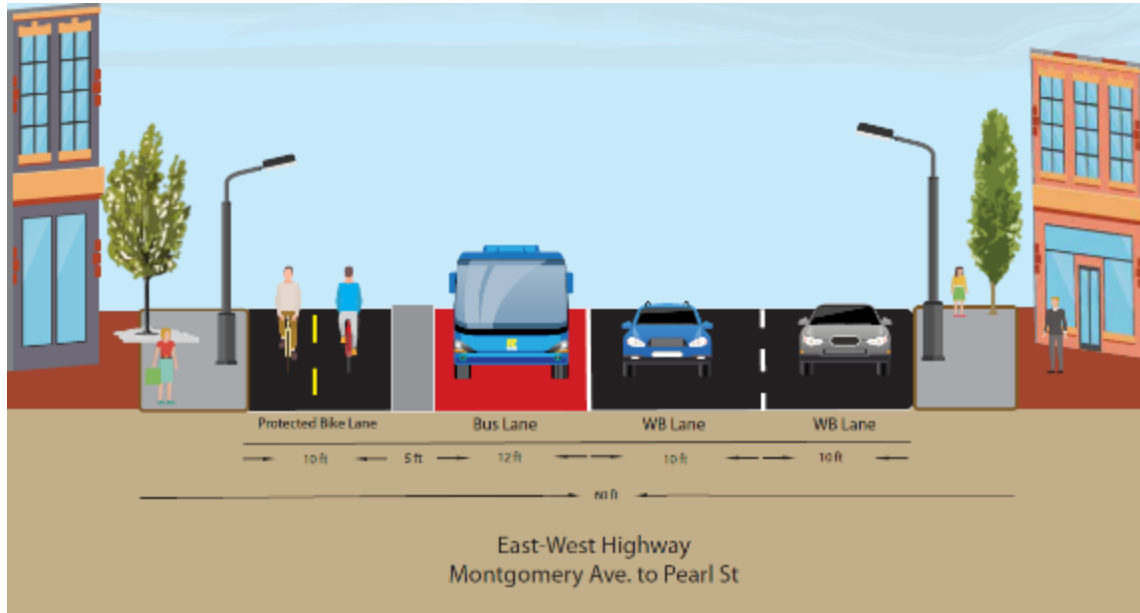 Protected Bike Lane
Bus Lane
WB Lane
WB Lane
10 ft
5 ft
12 ft
10 ft
10 ft
60 ft
East-West Highway
Montgomery Ave. to Pearl St